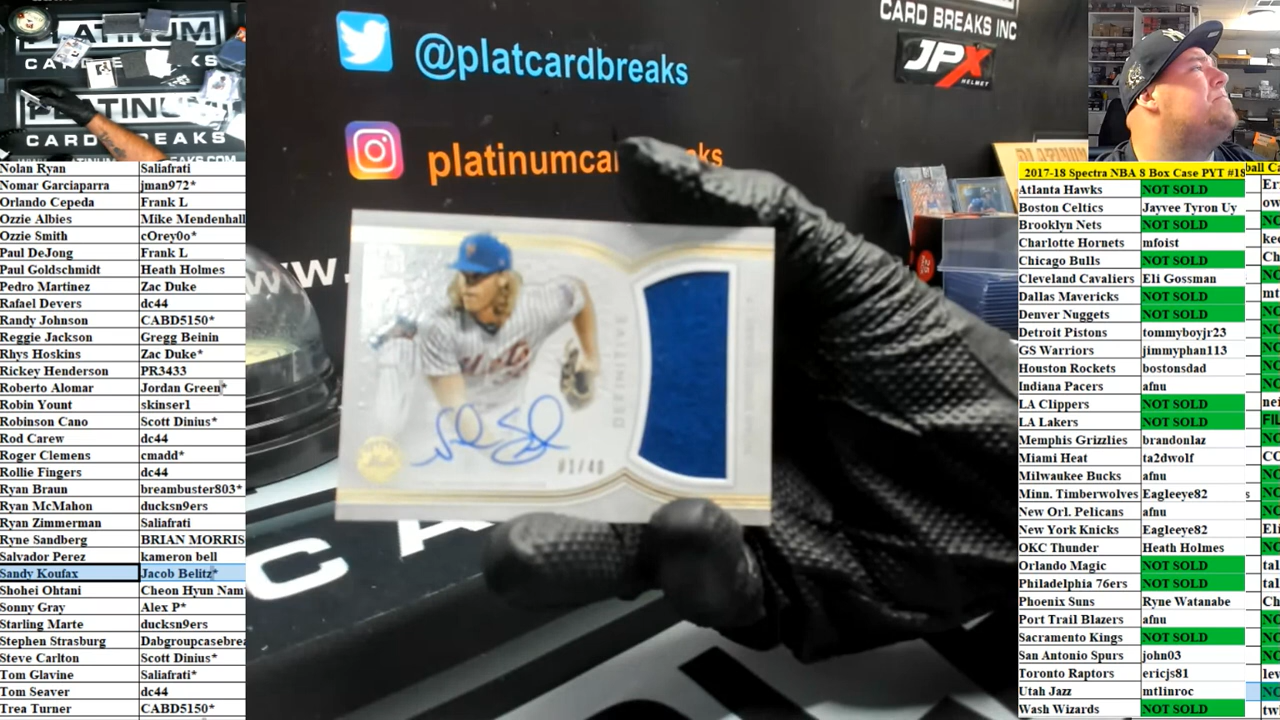 PLATINUM
CARD BREAKS
PLATINUM
CARD BREAKS
@platcardbreaks
platinumca
ks
CARD BREAKS INC
JPX
HELMET
www.
DEFINITIVE
Mets
01/40
C A
Nolan Ryan Saliafrati
Nomar Garciaparra jman972*
Orlando Cepeda Frank L
Ozzie Albies Mike Mendenhall
Ozzie Smith cOrey0o*
Paul DeJong Frank L
Paul Goldschmidt Heath Holmes
Pedro Martinez Zac Duke
Rafael Devers dc44
Randy Johnson CABD5150*
Reggie Jackson Gregg Beinin
Rhys Hoskins Zac Duke*
Rickey Henderson PR3433
Roberto Alomar Jordan Green*
Robin Yount skinser1
Robinson Cano Scott Dinius*
Rod Carew dc44
Roger Clemens cmadd*
Rollie Fingers dc44
Ryan Braun breambuster803*
Ryan McMahon ducksn9ers
Ryan Zimmerman Saliafrati
Ryne Sandberg BRIAN MORRIS
Salvador Perez kameron bell
Sandy Koufax Jacob Belitz*
Shohei Ohtani Cheon Hyun Nam
Sonny Gray Alex P*
Starling Marte ducksn9ers
Stephen Strasburg Dabgroupcasebrea
Steve Carlton Scott Dinius*
Tom Glavine Saliafrati*
Tom Seaver dc44
Trea Turner CABD5150*
2017-18 Spectra NBA 8 Box Case PYT #18
Atlanta Hawks NOT SOLD
Boston Celtics Jayvee Tyron Uy
Brooklyn Nets NOT SOLD
Charlotte Hornets mfoist
Chicago Bulls NOT SOLD
Cleveland Cavaliers Eli Gossman
Dallas Mavericks NOT SOLD
Denver Nuggets NOT SOLD
Detroit Pistons tommyboyjr23
GS Warriors jimmyphan113
Houston Rockets bostonsdad
Indiana Pacers afnu
LA Clippers NOT SOLD
LA Lakers NOT SOLD
Memphis Grizzlies brandonlaz
Miami Heat ta2dwolf
Milwaukee Bucks afnu
Minn. Timberwolves Eagleeye82
New Orl. Pelicans afnu
New York Knicks Eagleeye82
OKC Thunder Heath Holmes
Orlando Magic NOT SOLD
Philadelphia 76ers NOT SOLD
Phoenix Suns Ryne Watanabe
Port Trail Blazers afnu
Sacramento Kings NOT SOLD
San Antonio Spurs john03
Toronto Raptors ericjs81
Utah Jazz mtlinroc
Wash Wizards NOT SOLD